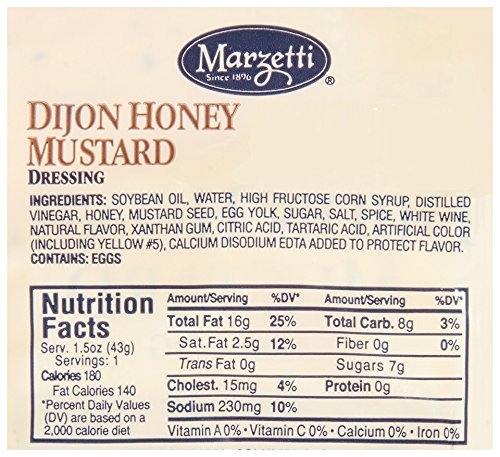 Marzetti
Since 1896
®
DIJON HONEY
MUSTARD
DRESSING
INGREDIENTS: SOYBEAN OIL, WATER, HIGH FRUCTOSE CORN SYRUP, DISTILLED
VINEGAR, HONEY, MUSTARD SEED, EGG YOLK, SUGAR, SALT, SPICE, WHITE WINE,
NATURAL FLAVOR, XANTHAN GUM, CITRIC ACID, TARTARIC ACID, ARTIFICIAL COLOR
(INCLUDING YELLOW #5), CALCIUM DISODIUM EDTA ADDED TO PROTECT FLAVOR.
CONTAINS: EGGS
Nutrition
Facts
Serv. 1.5oz (43g)
Servings: 1
Calories 180
Fat Calories 140
*Percent Daily Values
(DV) are based on a
2,000 calorie diet
Amount/Serving %DV*
Total Fat 16g 25%
Sat.Fat 2.5g 12%
Trans Fat 0g
Cholest. 15mg 4%
Sodium 230mg 10%
Amount/Serving %DV*
Total Carb. 8g 3%
Fiber 0g 0%
Sugars 7g
Protein 0g
Vitamin A 0% • Vitamin C 0% • Calcium 0% • Iron 0%